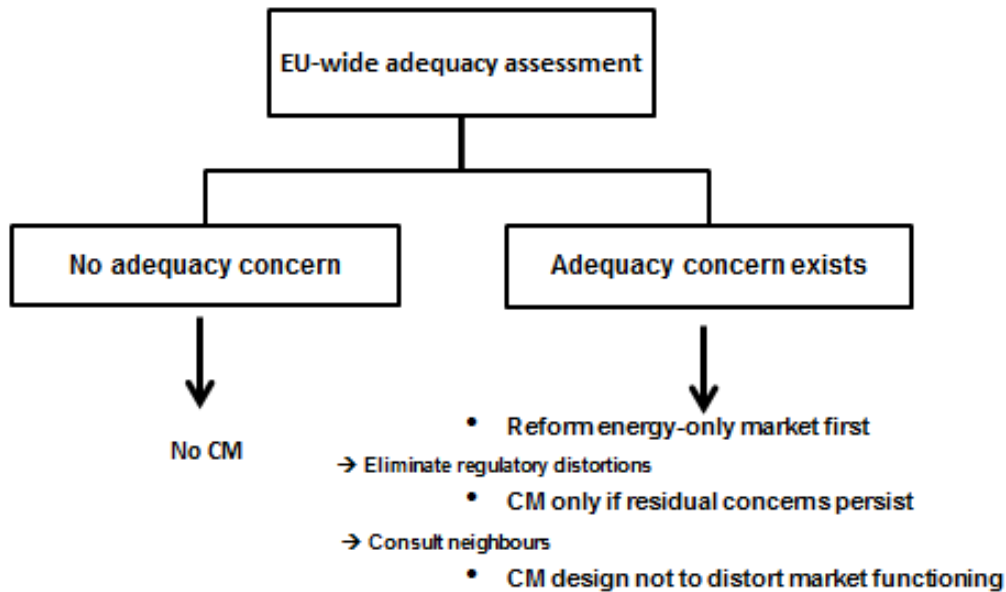 EU-wide adequacy assessment
No adequacy concern
Adequacy concern exists
No CM
• Reform energy-only market first
→ Eliminate regulatory distortions
• CM only if residual concerns persist
→ Consult neighbours
• CM design not to distort market functioning